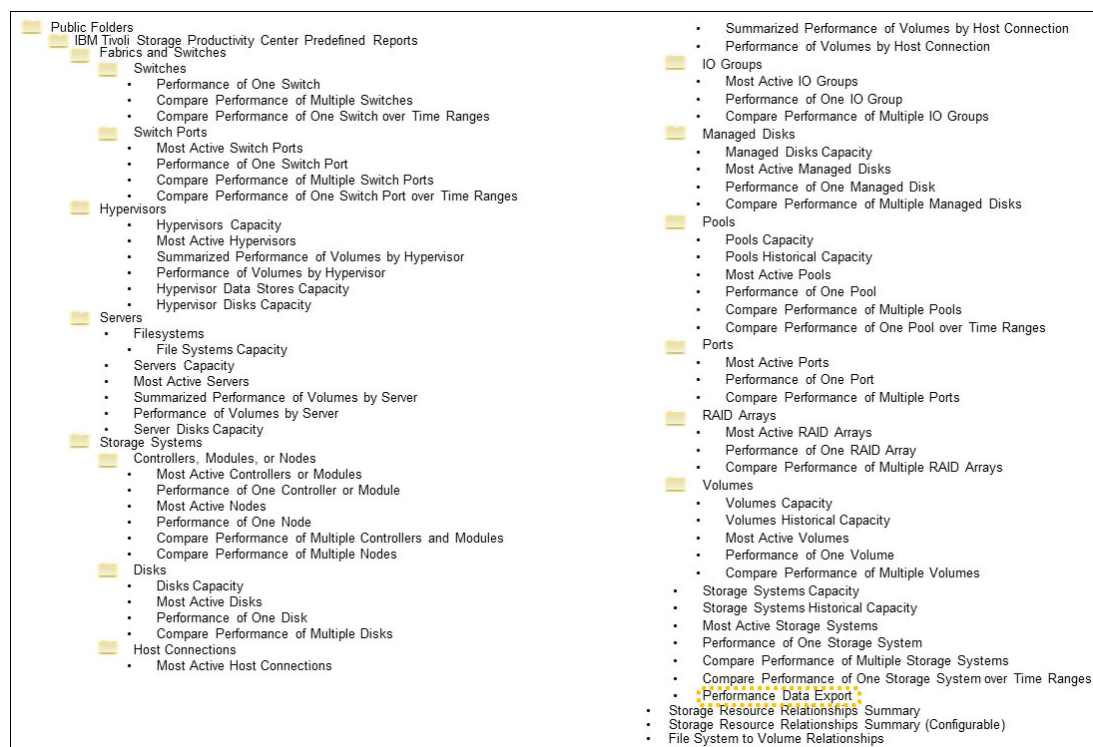 Public Folders
IBM Tivoli Storage Productivity Center Predefined Reports
Fabrics and Switches
Switches
• Performance of One Switch
• Compare Performance of Multiple Switches
• Compare Performance of One Switch over Time Ranges
Switch Ports
• Most Active Switch Ports
• Performance of One Switch Port
• Compare Performance of Multiple Switch Ports
• Compare Performance of One Switch Port over Time Ranges
Hypervisors
• Hypervisors Capacity
• Most Active Hypervisors
• Summarized Performance of Volumes by Hypervisor
• Performance of Volumes by Hypervisor
• Hypervisor Data Stores Capacity
• Hypervisor Disks Capacity
Servers
• Filesystems
• File Systems Capacity
• Servers Capacity
• Most Active Servers
• Summarized Performance of Volumes by Server
• Performance of Volumes by Server
• Server Disks Capacity
Storage Systems
Controllers, Modules, or Nodes
• Most Active Controllers or Modules
• Performance of One Controller or Module
• Most Active Nodes
• Performance of One Node
• Compare Performance of Multiple Controllers and Modules
• Compare Performance of Multiple Nodes
Disks
• Disks Capacity
• Most Active Disks
• Performance of One Disk
• Compare Performance of Multiple Disks
Host Connections
• Most Active Host Connections
• Summarized Performance of Volumes by Host Connection
• Performance of Volumes by Host Connection
IO Groups
• Most Active IO Groups
• Performance of One IO Group
• Compare Performance of Multiple IO Groups
Managed Disks
• Managed Disks Capacity
• Most Active Managed Disks
• Performance of One Managed Disk
• Compare Performance of Multiple Managed Disks
Pools
• Pools Capacity
• Pools Historical Capacity
• Most Active Pools
• Performance of One Pool
• Compare Performance of Multiple Pools
• Compare Performance of One Pool over Time Ranges
Ports
• Most Active Ports
• Performance of One Port
• Compare Performance of Multiple Ports
RAID Arrays
• Most Active RAID Arrays
• Performance of One RAID Array
• Compare Performance of Multiple RAID Arrays
Volumes
• Volumes Capacity
• Volumes Historical Capacity
• Most Active Volumes
• Performance of One Volume
• Compare Performance of Multiple Volumes
• Storage Systems Capacity
• Storage Systems Historical Capacity
• Most Active Storage Systems
• Performance of One Storage System
• Compare Performance of Multiple Storage Systems
• Compare Performance of One Storage System over Time Ranges
• Performance Data Export
• Storage Resource Relationships Summary
• Storage Resource Relationships Summary (Configurable)
• File System to Volume Relationships